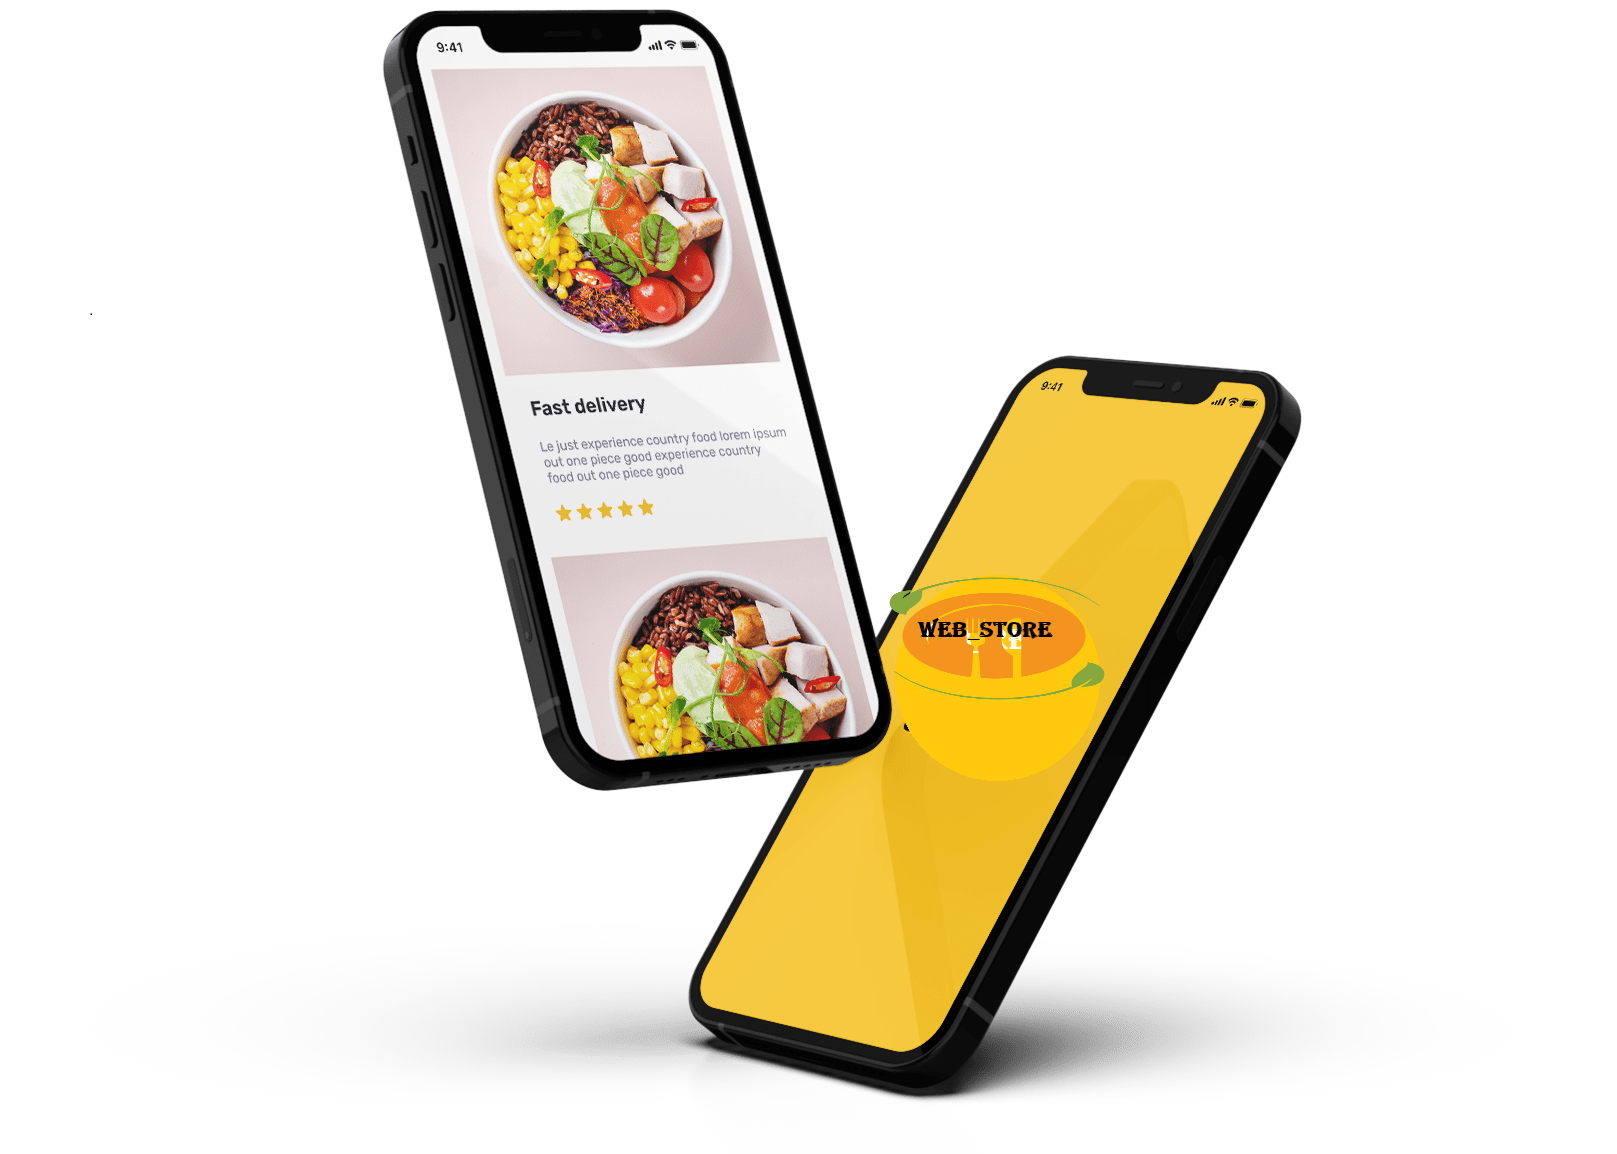 9:41
Fast delivery
Le just experience country food lorem ipsum
out one piece good experience country
food out one piece good
9:41
WEB_STORE